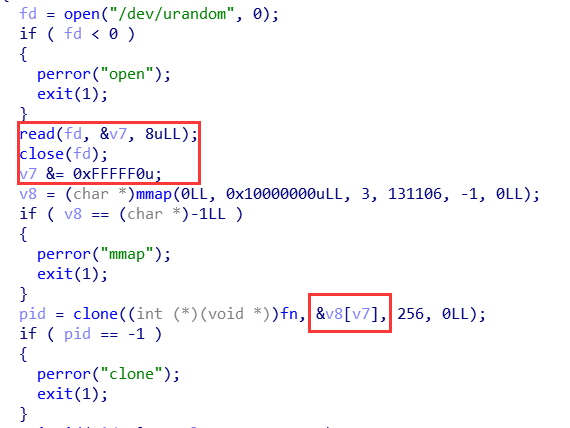 {
fd = open("/dev/urandom", 0);
if ( fd < 0 )
{
perror("open");
exit(1);
}
read(fd, &v7, 8uLL);
close(fd);
v7 &= 0xFFFFF0u;
v8 = (char *)mmap(0LL, 0x10000000uLL, 3, 131106, -1, 0LL);
if ( v8 == (char *)-1LL )
{
perror("mmap");
exit(1);
}
pid = clone((int (*)(void *))fn, &v8[v7], 256, 0LL);
if ( pid == -1 )
{
perror("clone");
exit(1);
}